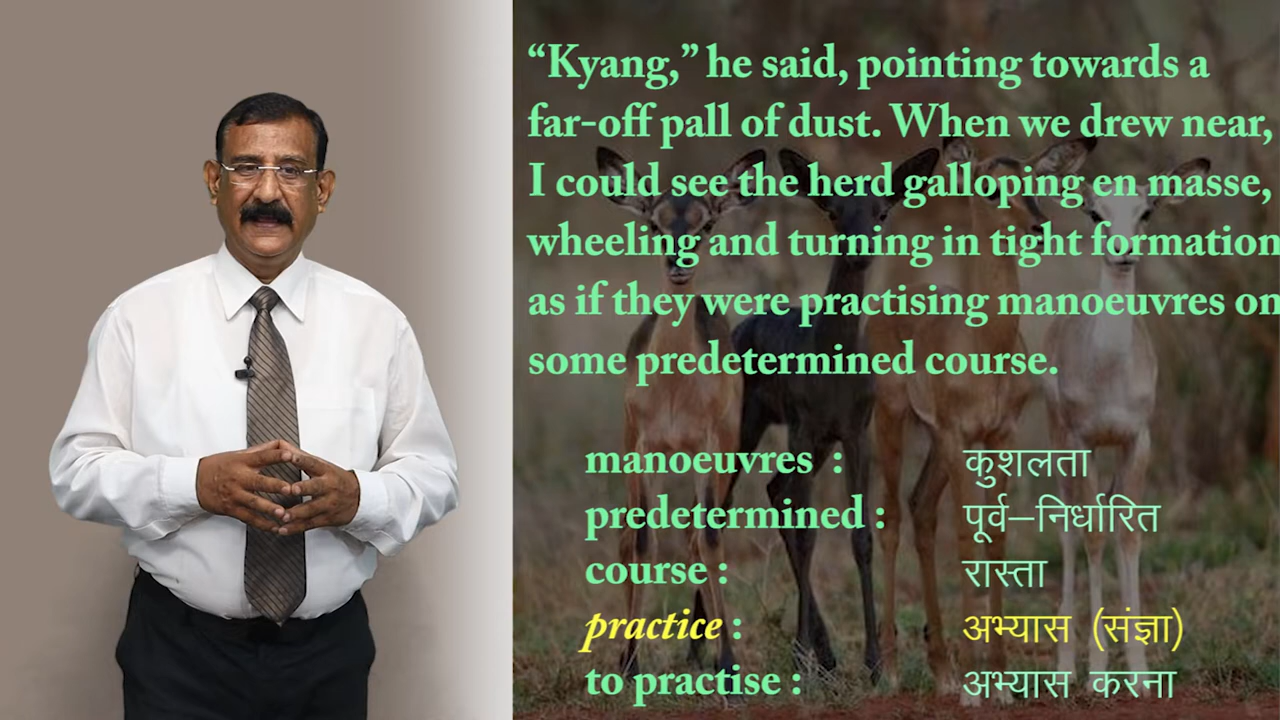 “Kyang,” he said, pointing towards a
far-off pall of dust. When we drew near,
I could see the herd galloping en masse,
wheeling and turning in tight formation
as if they were practising manoeuvres on
some predetermined course.
manoeuvres : कुशलता
predetermined : पूर्व–निर्धारित
course : रास्ता
practice : अभ्यास (संज्ञा)
to practise : अभ्यास करना